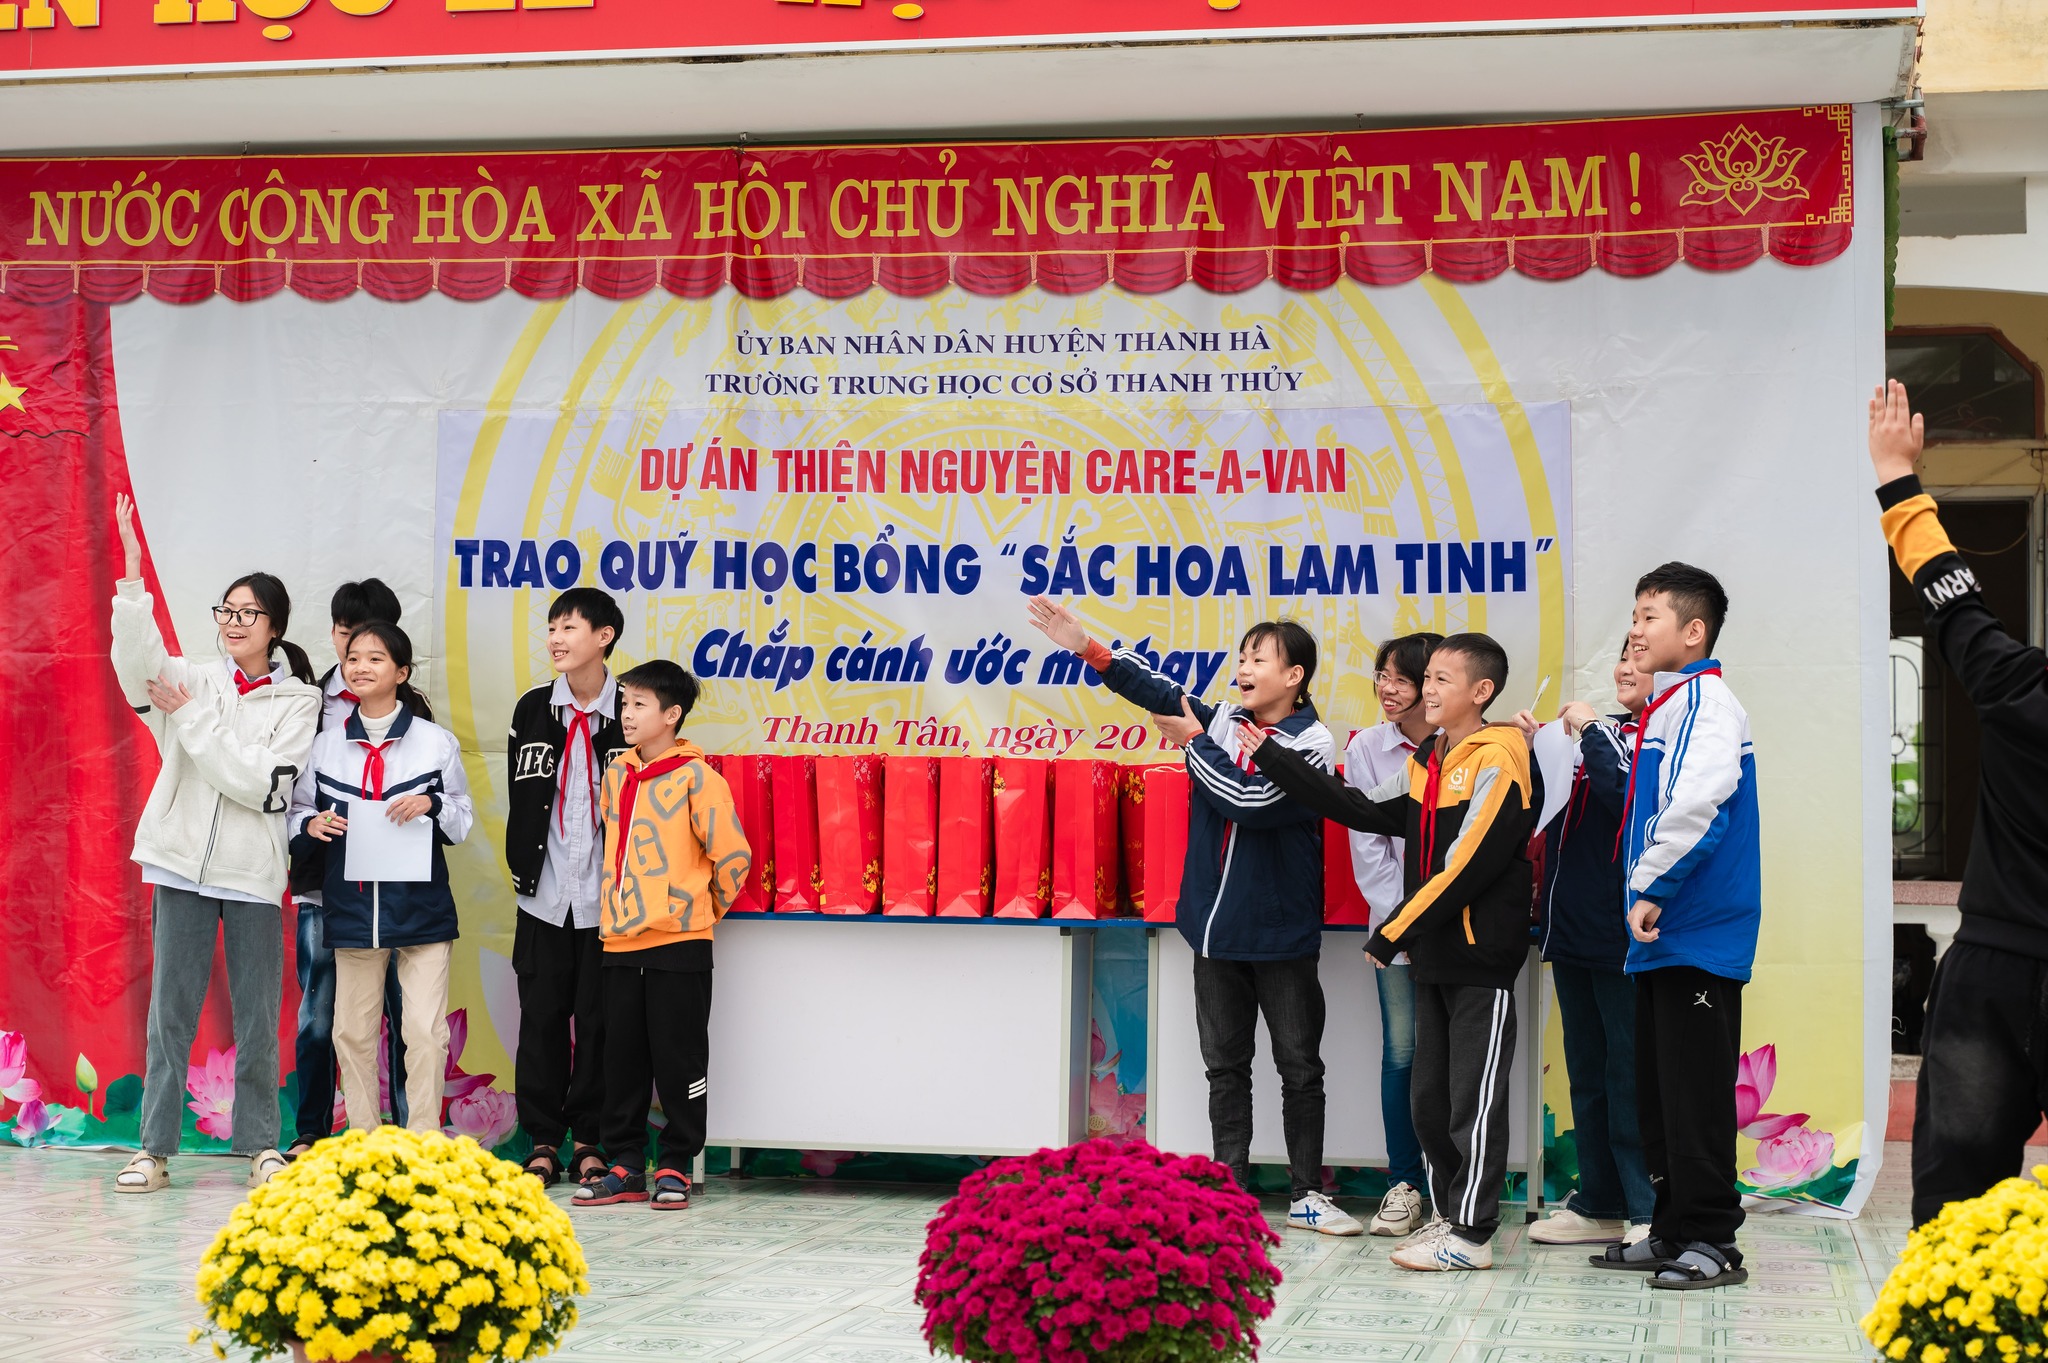 NƯỚC CỘNG HÒA XÃ HỘI CHỦ NGHĨA VIỆT NAM !
ỦY BAN NHÂN DÂN HUYỆN THANH HÀ
TRƯỜNG TRUNG HỌC CƠ SỞ THANH THỦY
DỰ ÁN THIỆN NGUYỆN CARE-A-VAN
TRAO QUỸ HỌC BỔNG “SẮC HOA LAM TINH”
Chắp cánh ước mơ bay
Thanh Tân, ngày 20